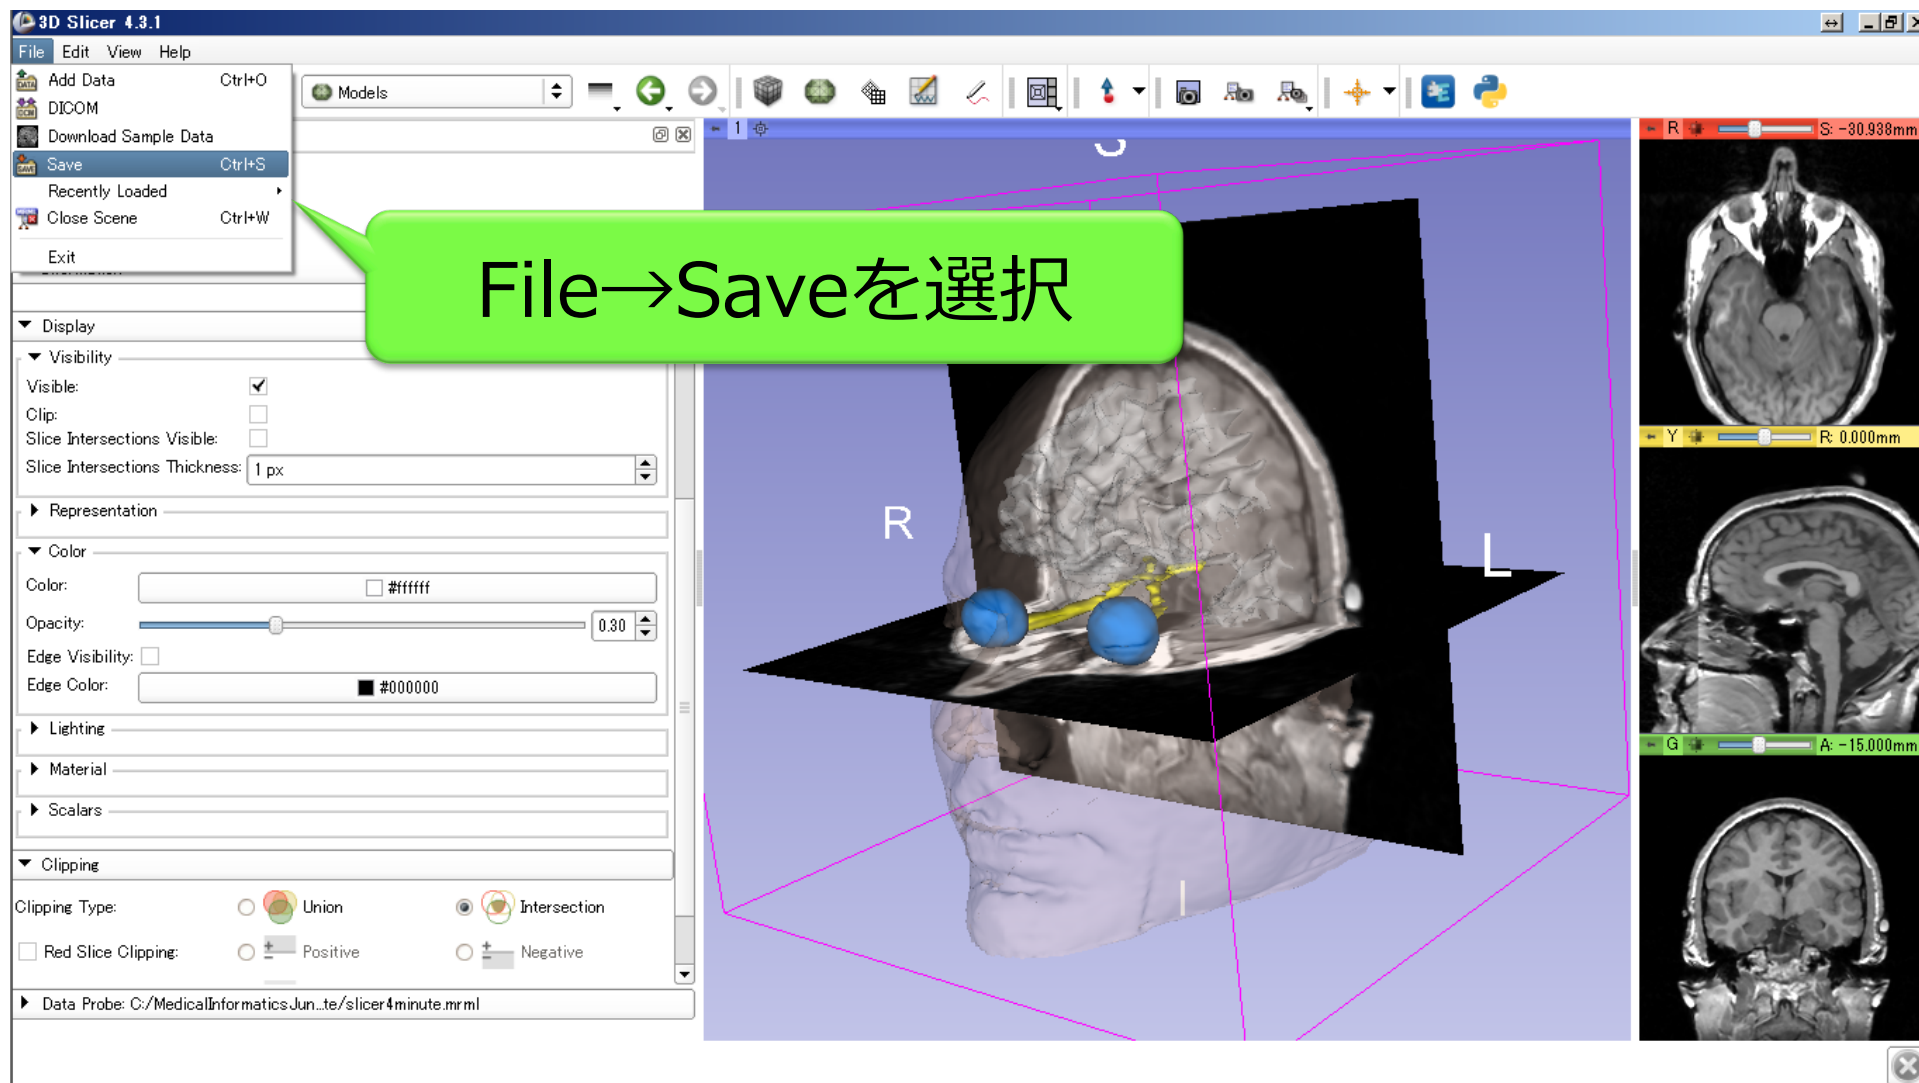 3D Slicer 4.3.1
File Edit View Help
Add Data Ctrl+O
DICOM
Download Sample Data
Save Ctrl+S
Recently Loaded
Close Scene Ctrl+W
Exit
Models
1
File→Saveを選択
Display
Visibility
Visible:
Clip:
Slice Intersections Visible:
Slice Intersections Thickness: 1 px
Representation
Color
Color: #ffffff
Opacity: 0.30
Edge Visibility:
Edge Color: #000000
Lighting
Material
Scalars
Clipping
Clipping Type: Union Intersection
Red Slice Clipping: Positive Negative
Data Probe: C:/MedicalInformaticsJun...te/slicer4minute.mrml
R
L
I
R S: -30.938mm
Y R: 0.000mm
G A: -15.000mm